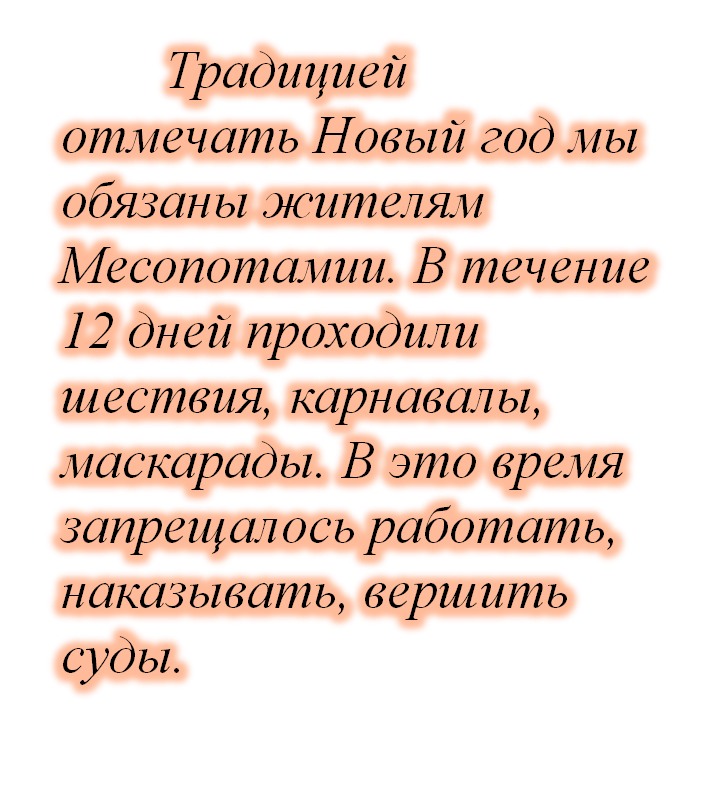 Традицией
отмечать Новый год мы
обязаны жителям
Месопотамии. В течение
12 дней проходили
шествия, карнавалы,
маскарады. В это время
запрещалось работать,
наказывать, вершить
суды.